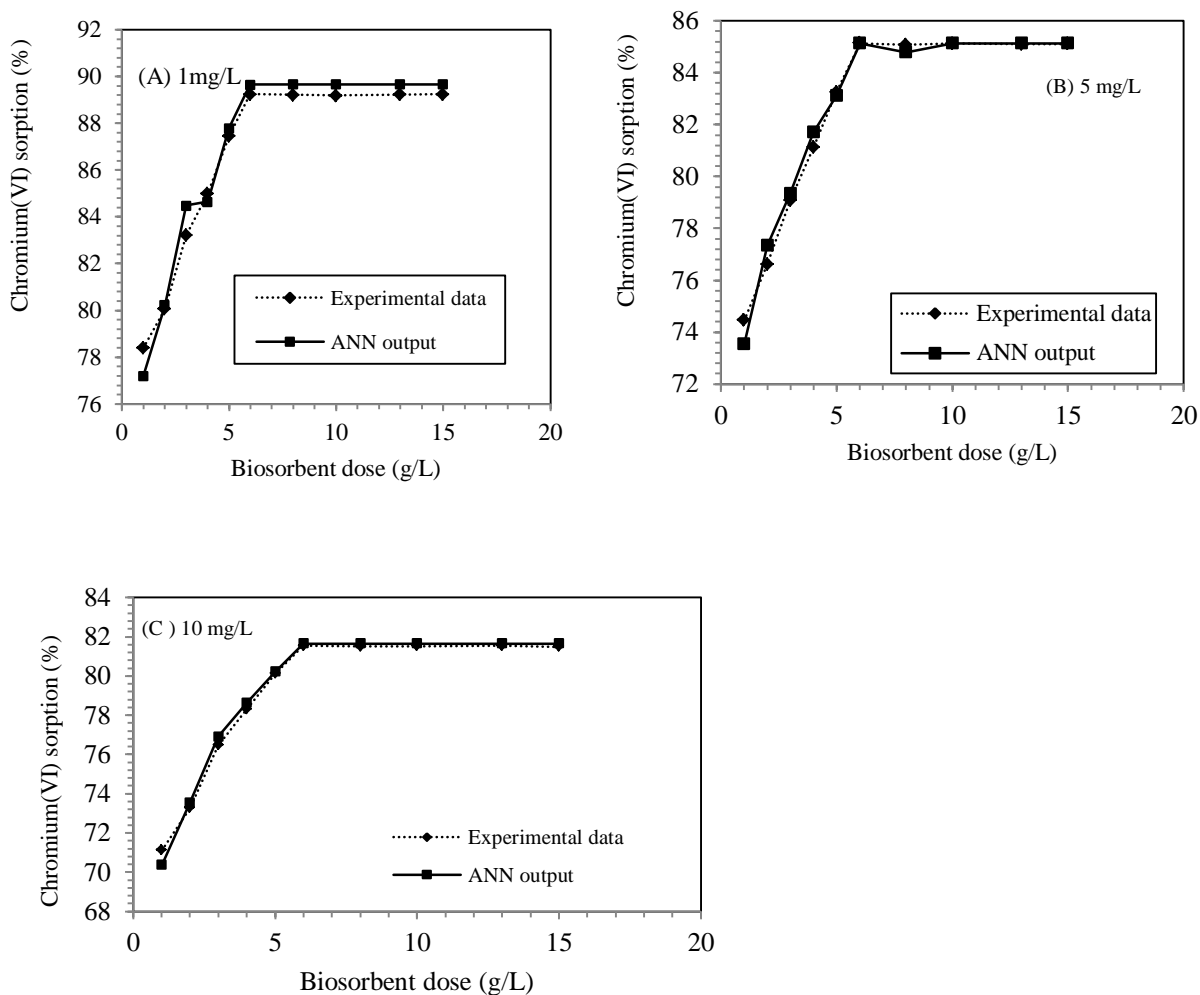 Chromium(VI) sorption (%)
92
90
88
86
84
82
80
78
76
(A) 1mg/L
Experimental data
ANN output
0 5 10 15 20
Biosorbent dose (g/L)
Chromium(VI) sorption (%)
86
84
82
80
78
76
74
72
(B) 5 mg/L
Experimental data
ANN output
0 5 10 15 20
Biosorbent dose (g/L)
Chromium(VI) sorption (%)
84
82
80
78
76
74
72
70
68
(C ) 10 mg/L
Experimental data
ANN output
0 5 10 15 20
Biosorbent dose (g/L)